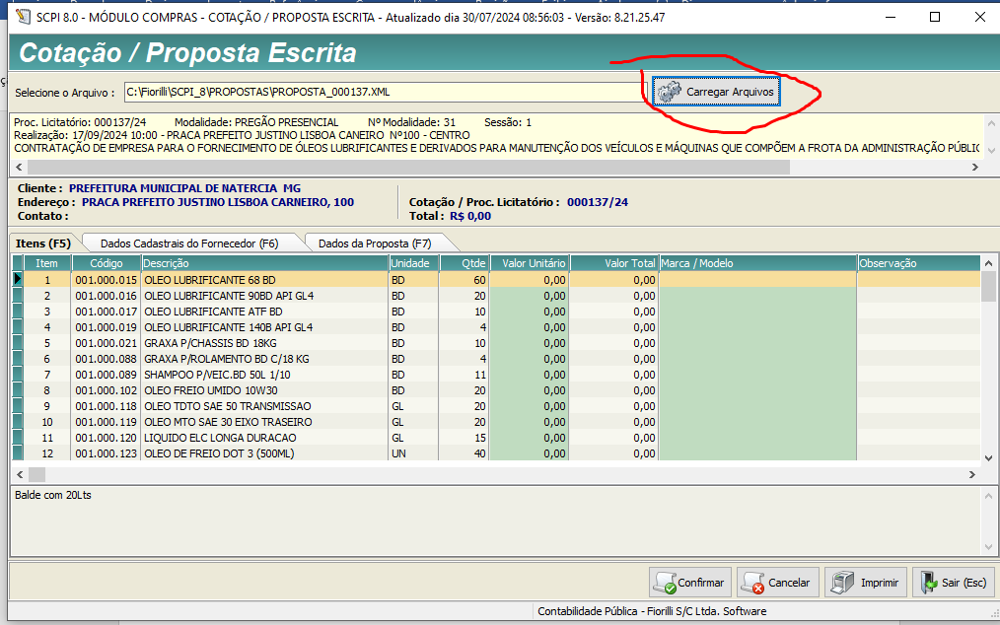 SCPI 8.0 - MÓDULO COMPRAS - COTAÇÃO / PROPOSTA ESCRITA - Atualizado dia 30/07/2024 08:56:03 - Versão: 8.21.25.47
Cotação / Proposta Escrita
Selecione o Arquivo : C:\Fiorilli\SCPI_8\PROPOSTAS\PROPOSTA_000137.XML Carregar Arquivos
Proc. Licitatório: 000137/24 Modalidade: PREGÃO PRESENCIAL Nº Modalidade: 31 Sessão: 1
Realização: 17/09/2024 10:00 - PRACA PREFEITO JUSTINO LISBOA CANEIRO Nº100 - CENTRO
CONTRATAÇÃO DE EMPRESA PARA O FORNECIMENTO DE ÓLEOS LUBRIFICANTES E DERIVADOS PARA MANUTENÇÃO DOS VEÍCULOS E MÁQUINAS QUE COMPÕEM A FROTA DA ADMINISTRAÇÃO PÚBLIC
Cliente : PREFEITURA MUNICIPAL DE NATERCIA MG
Endereço : PRACA PREFEITO JUSTINO LISBOA CARNEIRO, 100 Cotação / Proc. Licitatório : 000137/24
Contato : Total : R$ 0,00
Itens (F5) Dados Cadastrais do Fornecedor (F6) Dados da Proposta (F7)
Item Código Descrição Unidade Qtde Valor Unitário Valor Total Marca / Modelo Observação
1 001.000.015 OLEO LUBRIFICANTE 68 BD BD 60 0,00 0,00
2 001.000.016 OLEO LUBRIFICANTE 90BD API GL4 BD 20 0,00 0,00
3 001.000.017 OLEO LUBRIFICANTE ATF BD BD 10 0,00 0,00
4 001.000.019 OLEO LUBRIFICANTE 140B API GL4 BD 4 0,00 0,00
5 001.000.021 GRAXA P/CHASSIS BD 18KG BD 10 0,00 0,00
6 001.000.088 GRAXA P/ROLAMENTO BD C/18 KG BD 4 0,00 0,00
7 001.000.089 SHAMPOO P/VEIC.BD 50L 1/10 BD 11 0,00 0,00
8 001.000.102 OLEO FREIO UMIDO 10W30 BD 20 0,00 0,00
9 001.000.118 OLEO TDTO SAE 50 TRANSMISSAO GL 20 0,00 0,00
10 001.000.119 OLEO MTO SAE 30 EIXO TRASEIRO GL 20 0,00 0,00
11 001.000.120 LIQUIDO ELC LONGA DURACAO GL 15 0,00 0,00
12 001.000.123 OLEO DE FREIO DOT 3 (500ML) UN 40 0,00 0,00
Balde com 20Lts
Confirmar Cancelar Imprimir Sair (Esc)
Contabilidade Pública - Fiorilli S/C Ltda. Software